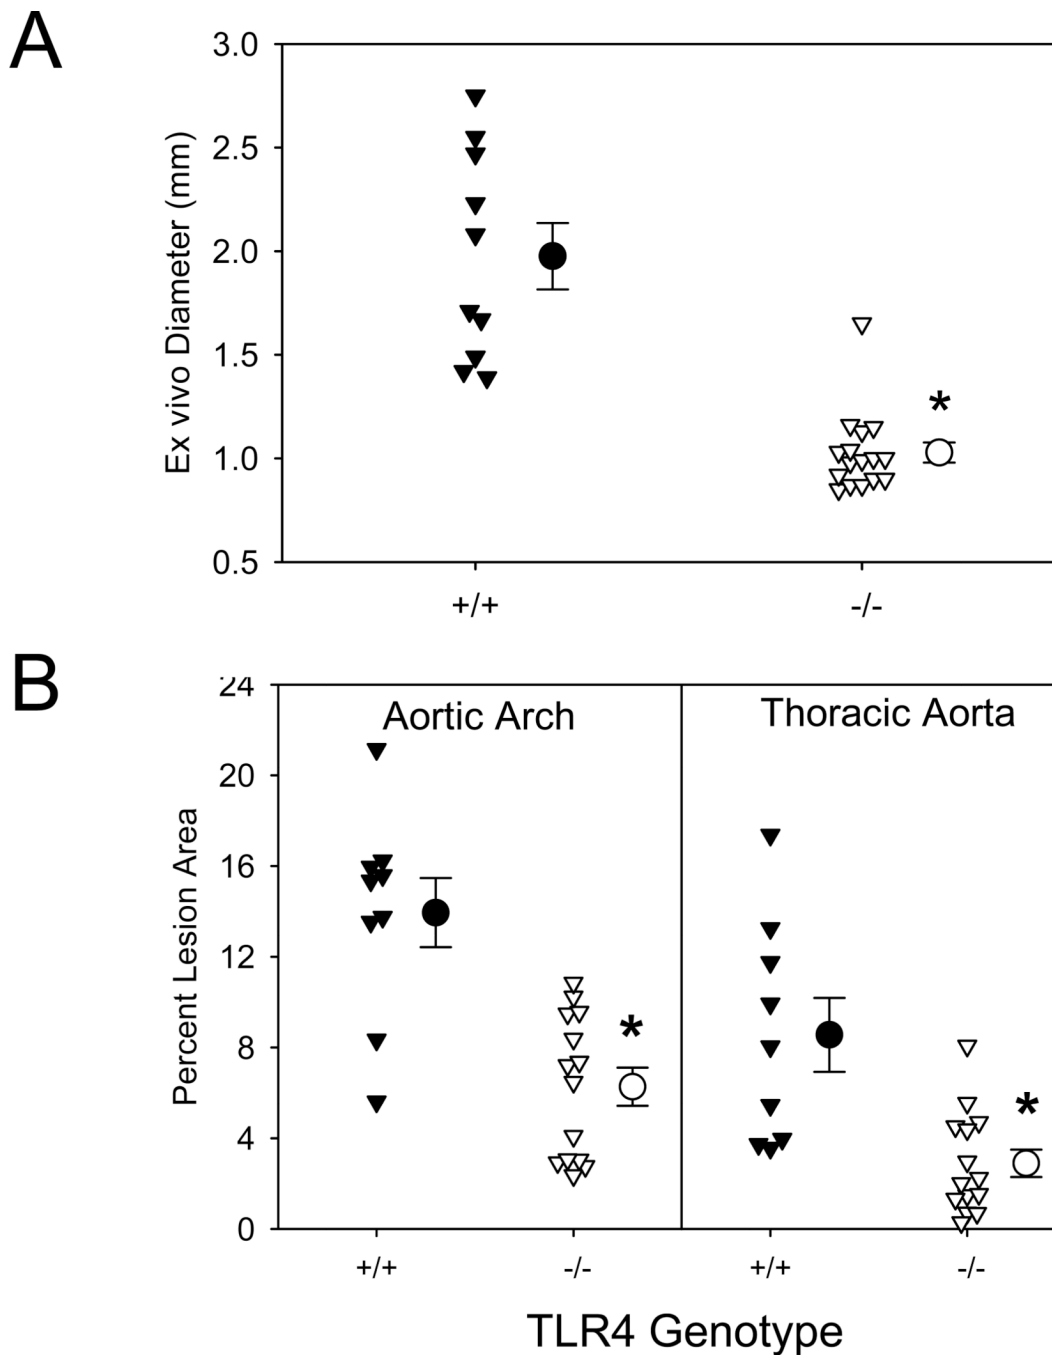 A
3.0
2.5
2.0
1.5
1.0
0.5
Ex vivo Diameter (mm)
+/+ -/-
*
B
24
20
16
12
8
4
0
Percent Lesion Area
Aortic Arch Thoracic Aorta
* *
+/+ -/- +/+ -/-
TLR4 Genotype